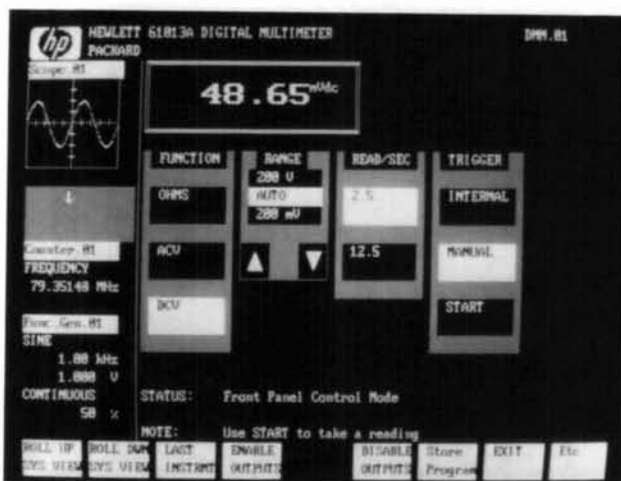 hp
HEWLETT 61013A DIGITAL MULTIMETER
PACKARD
DMM.01
Scope.01
48.65 mVdc
FUNCTION
OHMS
ACV
DCV
RANGE
200 V
AUTO
200 mV
READ/SEC
2.5
12.5
TRIGGER
INTERNAL
MANUAL
START
Counter.01
FREQUENCY
79.35140 MHz
Func Gen.01
SINE
1.00 kHz
1.000 V
CONTINUOUS
50 %
STATUS: Front Panel Control Mode
NOTE: Use START to take a reading
ROLL UP
SYS VIEW
ROLL DWN
SYS VIEW
LAST
INSTRMT
ENABLE
OUTPUTS
DISABLE
OUTPUTS
Store
Program
EXIT
Etc